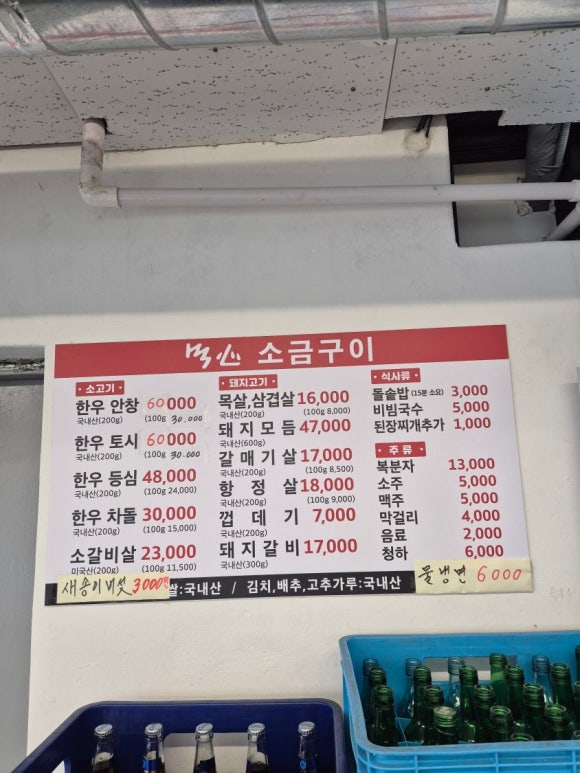 먹心 소금구이
·소고기·
한우 안창 60000
국내산(200g) (100g 30.000
한우 토시 60000
국내산(200g) (100g 30.000
한우 등심 48,000
국내산(200g) (100g 24,000)
한우 차돌 30,000
국내산(200g) (100g 15,000)
소갈비살 23,000
미국산(200g) (100g 11,500)
·돼지고기·
목살,삼겹살 16,000
국내산(200g) (100g 8,000)
돼지모듬 47,000
국내산(600g)
갈매기살 17,000
국내산(200g) (100g 8,500)
항정살 18,000
국내산(200g) (100g 9,000)
껍데기 7,000
국내산(200g)
돼지갈비 17,000
국내산(300g)
·식사류·
돌솥밥(15분 소요) 3,000
비빔국수 5,000
된장찌개추가 1,000
·주류·
복분자 13,000
소주 5,000
맥주 5,000
막걸리 4,000
음료 2,000
청하 6,000
새송이버섯 3000원
쌀:국내산 / 김치,배추,고추가루:국내산
물냉면 6000